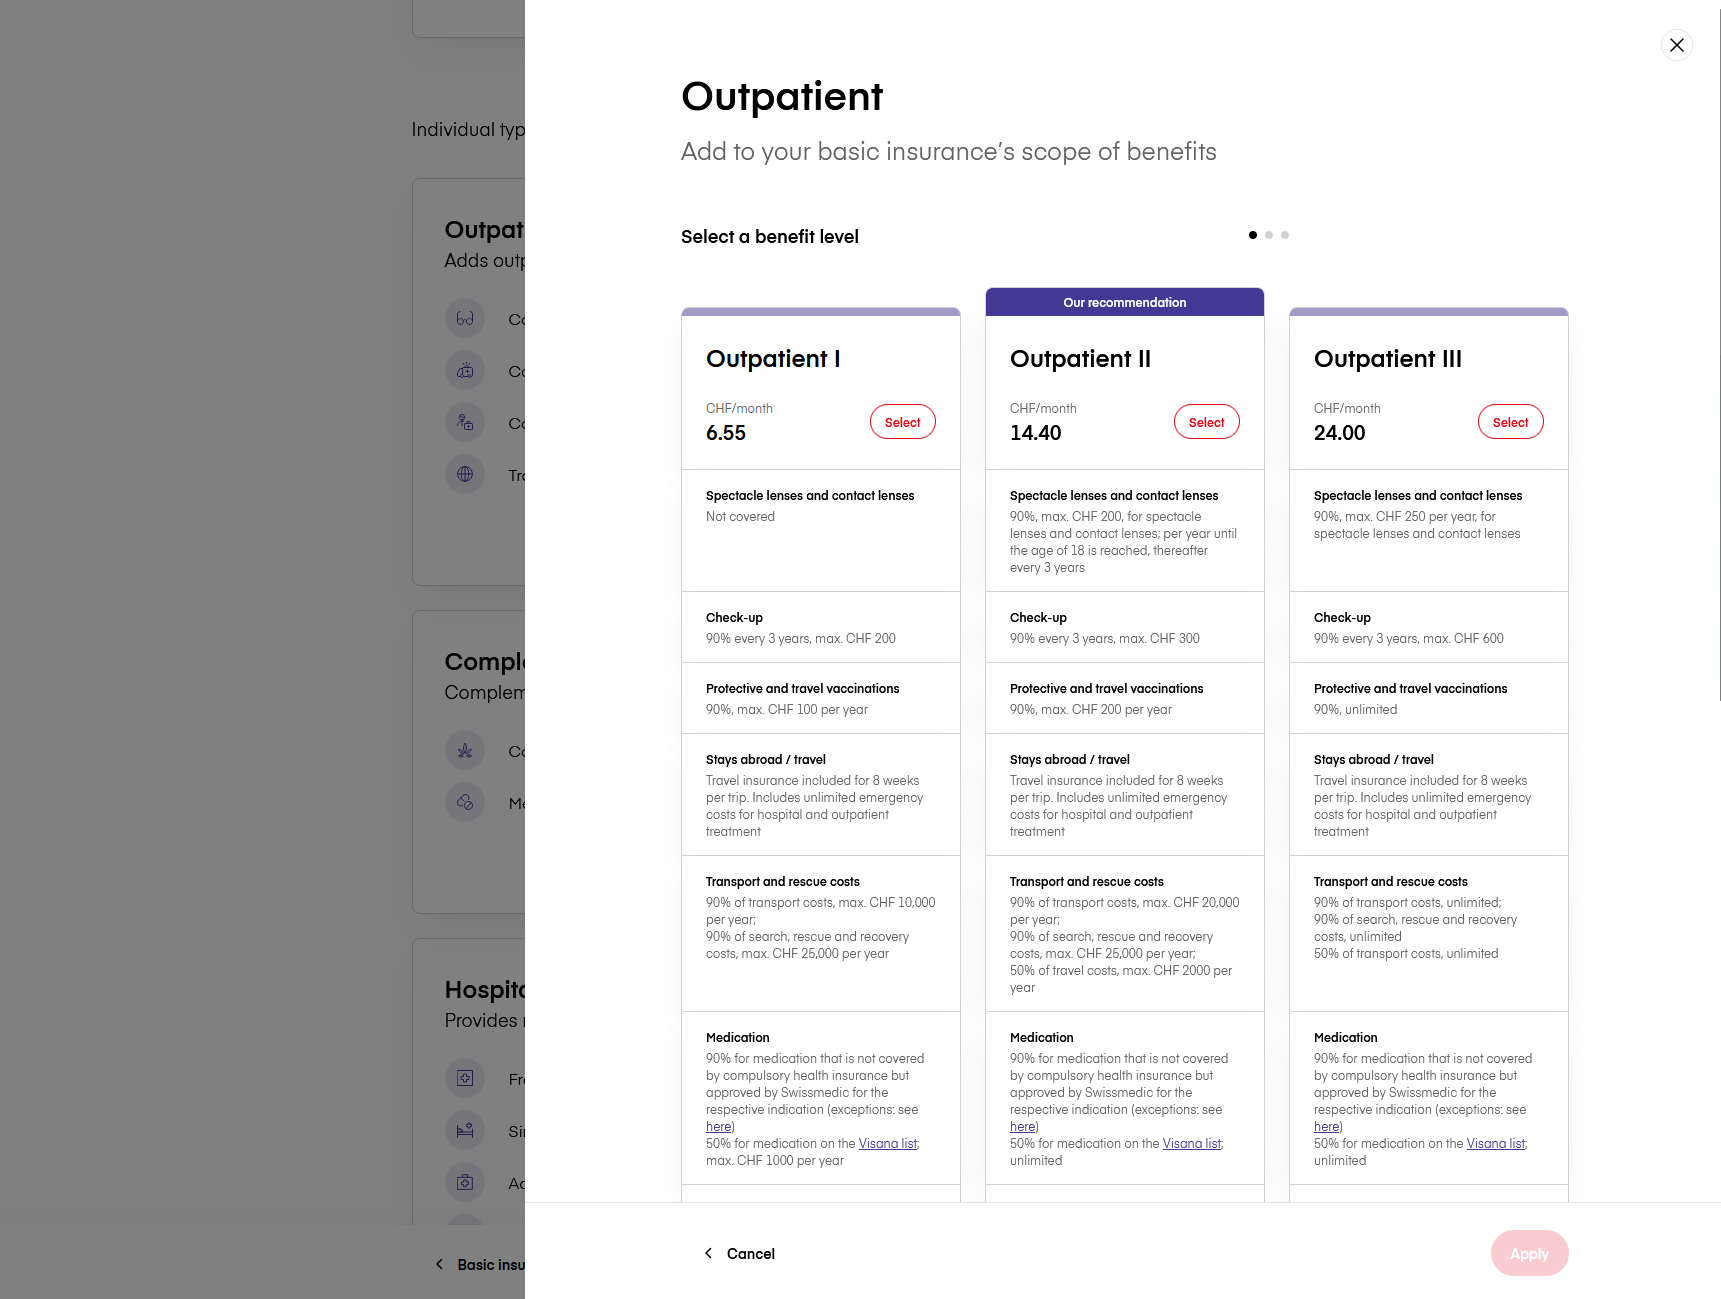 Individual typ
Outpat
Adds outp
Co
Co
Co
Tra
Comple
Complem
Co
Me
Hospita
Provides
Fre
Sin
Ac
Basic insu
Outpatient
Add to your basic insurance's scope of benefits
Select a benefit level
Outpatient I
CHF/month
6.55
Select
Spectacle lenses and contact lenses
Not covered
Check-up
90% every 3 years, max. CHF 200
Protective and travel vaccinations
90%, max. CHF 100 per year
Stays abroad / travel
Travel insurance included for 8 weeks
per trip. Includes unlimited emergency
costs for hospital and outpatient
treatment
Transport and rescue costs
90% of transport costs, max. CHF 10,000
per year;
90% of search, rescue and recovery
costs, max. CHF 25,000 per year
Medication
90% for medication that is not covered
by compulsory health insurance but
approved by Swissmedic for the
respective indication (exceptions: see
here)
50% for medication on the Visana list;
max. CHF 1000 per year
Our recommendation
Outpatient II
CHF/month
14.40
Select
Spectacle lenses and contact lenses
90%, max. CHF 200, for spectacle
lenses and contact lenses; per year until
the age of 18 is reached, thereafter
every 3 years
Check-up
90% every 3 years, max. CHF 300
Protective and travel vaccinations
90%, max. CHF 200 per year
Stays abroad / travel
Travel insurance included for 8 weeks
per trip. Includes unlimited emergency
costs for hospital and outpatient
treatment
Transport and rescue costs
90% of transport costs, max. CHF 20,000
per year;
90% of search, rescue and recovery
costs, max. CHF 25,000 per year;
50% of travel costs, max. CHF 2000 per
year
Medication
90% for medication that is not covered
by compulsory health insurance but
approved by Swissmedic for the
respective indication (exceptions: see
here)
50% for medication on the Visana list;
unlimited
Outpatient III
CHF/month
24.00
Select
Spectacle lenses and contact lenses
90%, max. CHF 250 per year, for
spectacle lenses and contact lenses
Check-up
90% every 3 years, max. CHF 600
Protective and travel vaccinations
90%, unlimited
Stays abroad / travel
Travel insurance included for 8 weeks
per trip. Includes unlimited emergency
costs for hospital and outpatient
treatment
Transport and rescue costs
90% of transport costs, unlimited;
90% of search, rescue and recovery
costs, unlimited
50% of transport costs, unlimited
Medication
90% for medication that is not covered
by compulsory health insurance but
approved by Swissmedic for the
respective indication (exceptions: see
here)
50% for medication on the Visana list;
unlimited
Cancel
Apply